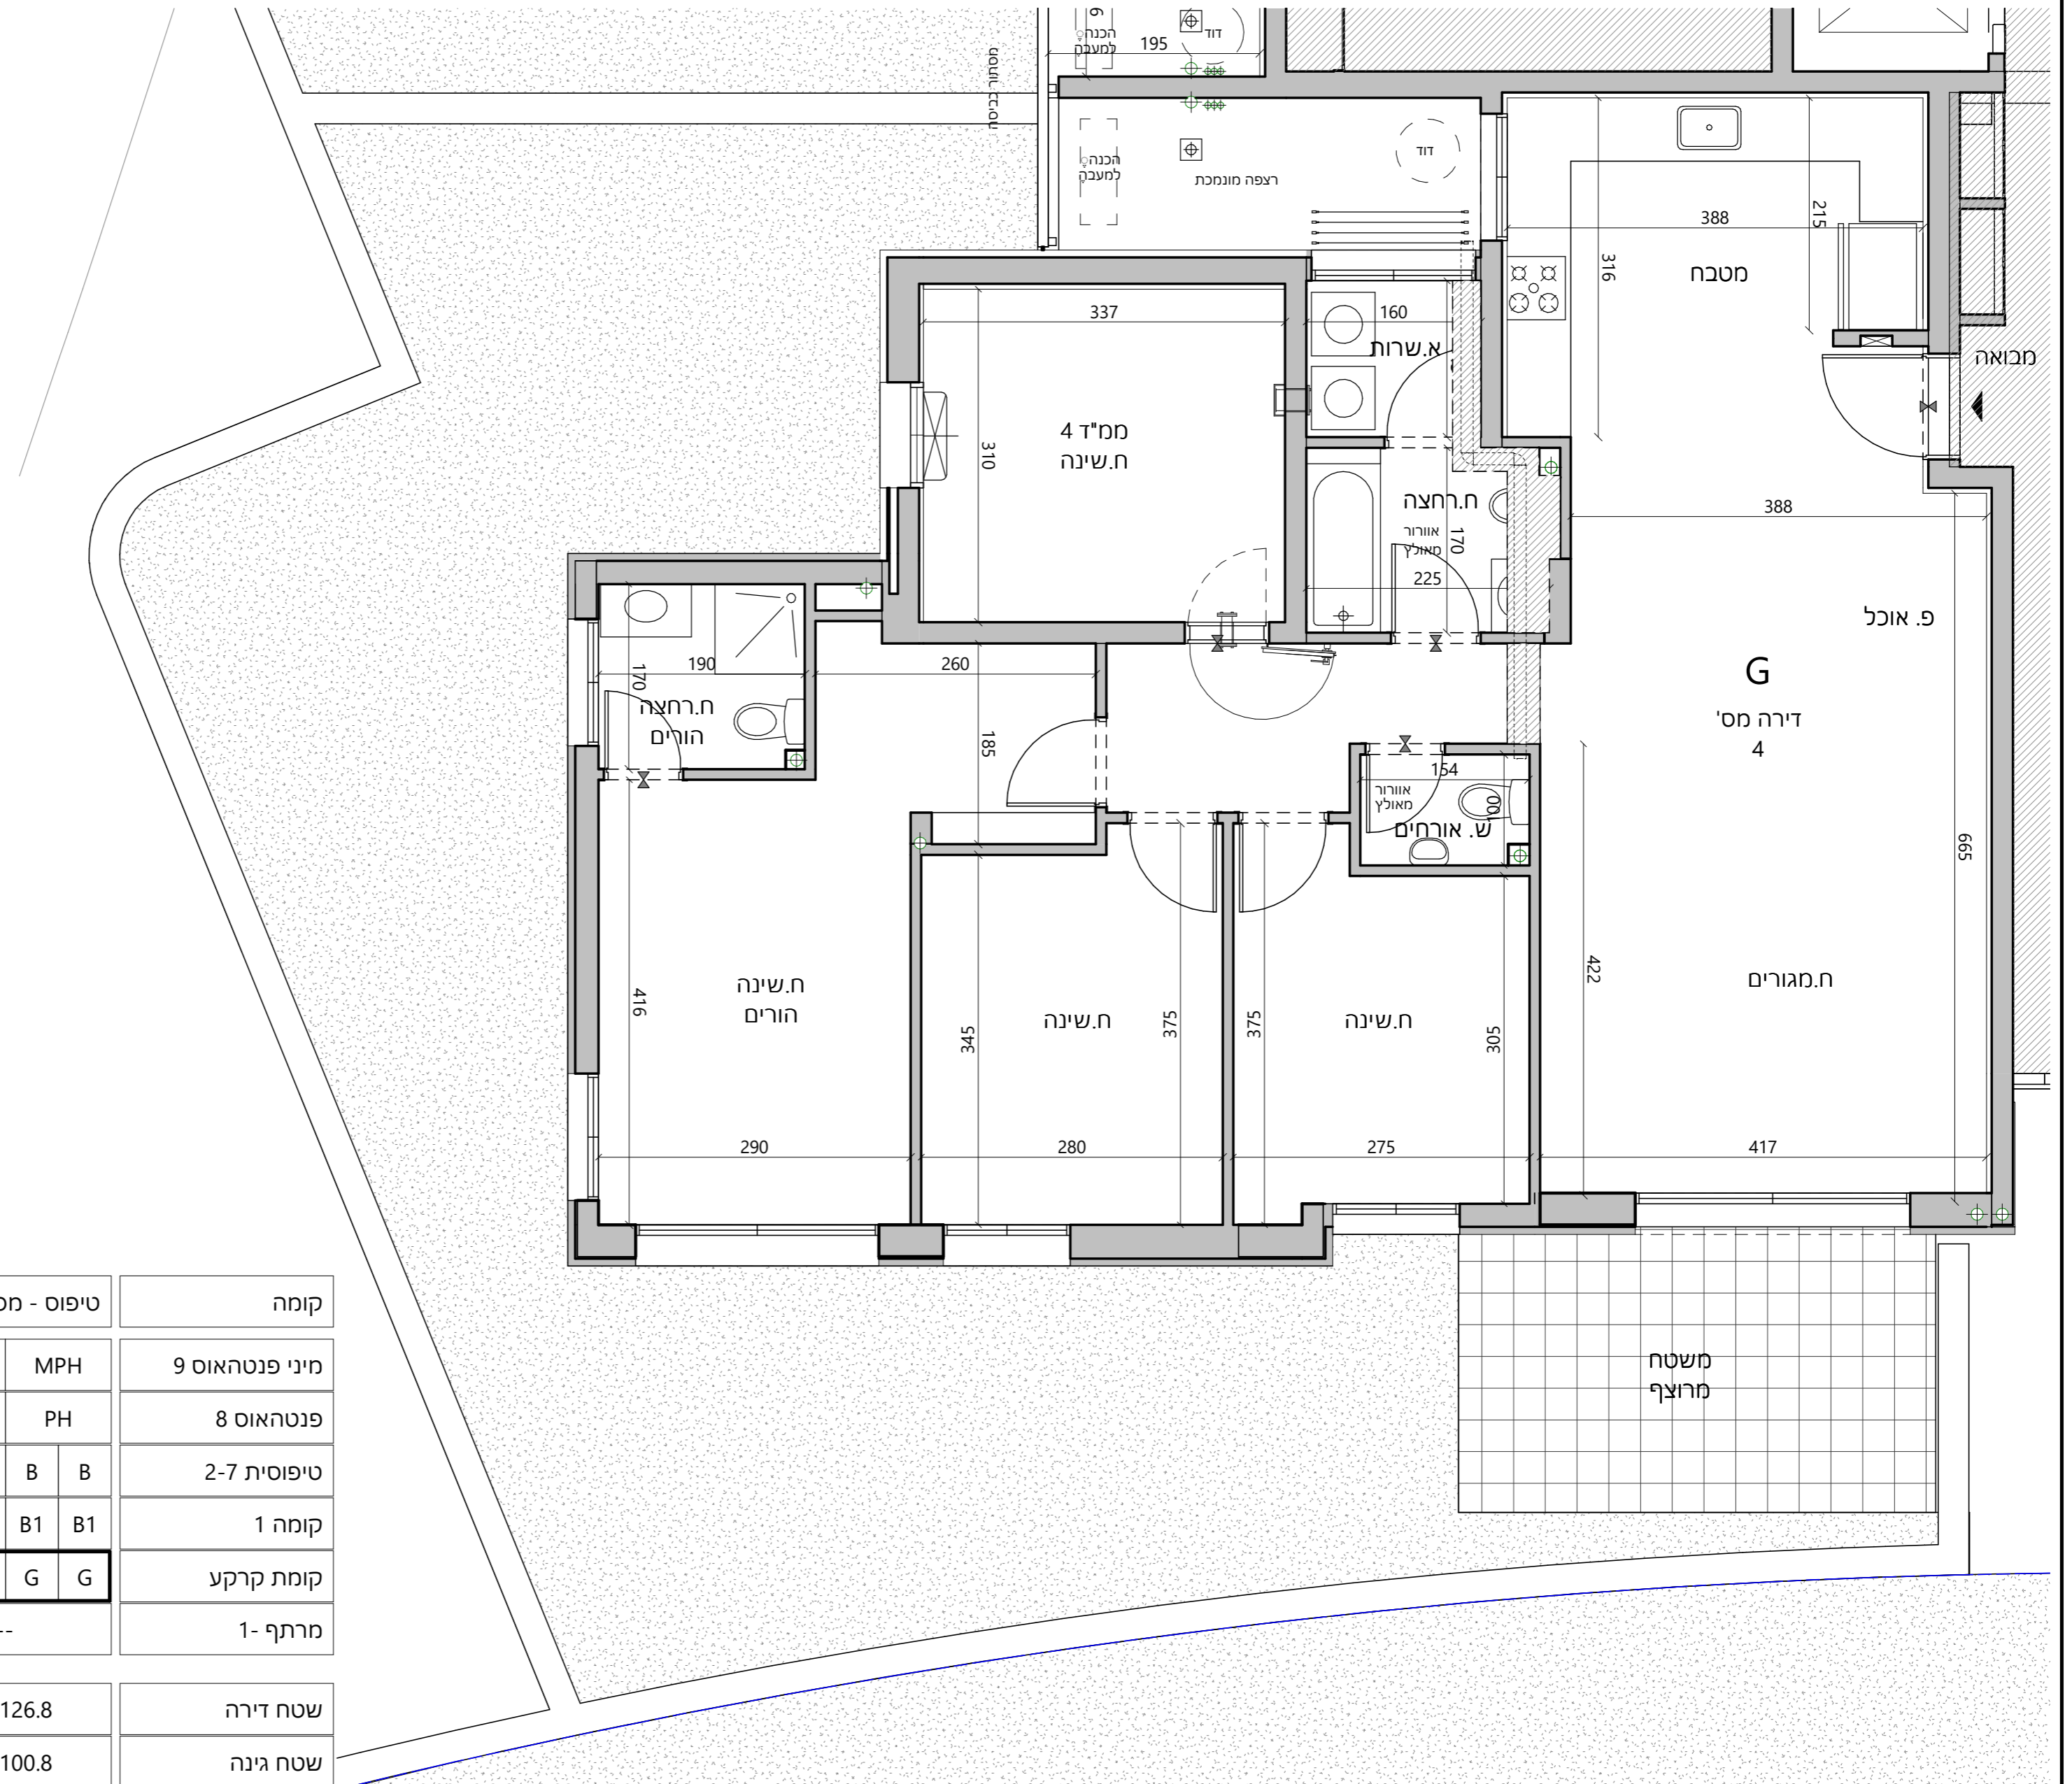 הכנה
למעבה
6
דוד
195
מסתור כביסה
הכנה
למעבה
רצפה מונמכת
דוד
388
215
316
מטבח
מבואה
337
310
ממ"ד 4
ח.שינה
160
א.שרות
ח.רחצה
אוורור
מאולץ
170
225
388
פ. אוכל
G
דירה מס'
4
190
170
ח.רחצה
הורים
260
185
154
אוורור
מאולץ
100
ש. אורחים
665
422
ח.מגורים
417
416
ח.שינה
הורים
290
345
ח.שינה
375
280
375
ח.שינה
305
275
משטח
מרוצף
קומה
טיפוס - מס
מיני פנטהאוס 9
MPH
פנטהאוס 8
PH
טיפוסית 2-7
B B
קומה 1
B1 B1
קומת קרקע
G G
מרתף -1
--
שטח דירה
126.8
שטח גינה
100.8